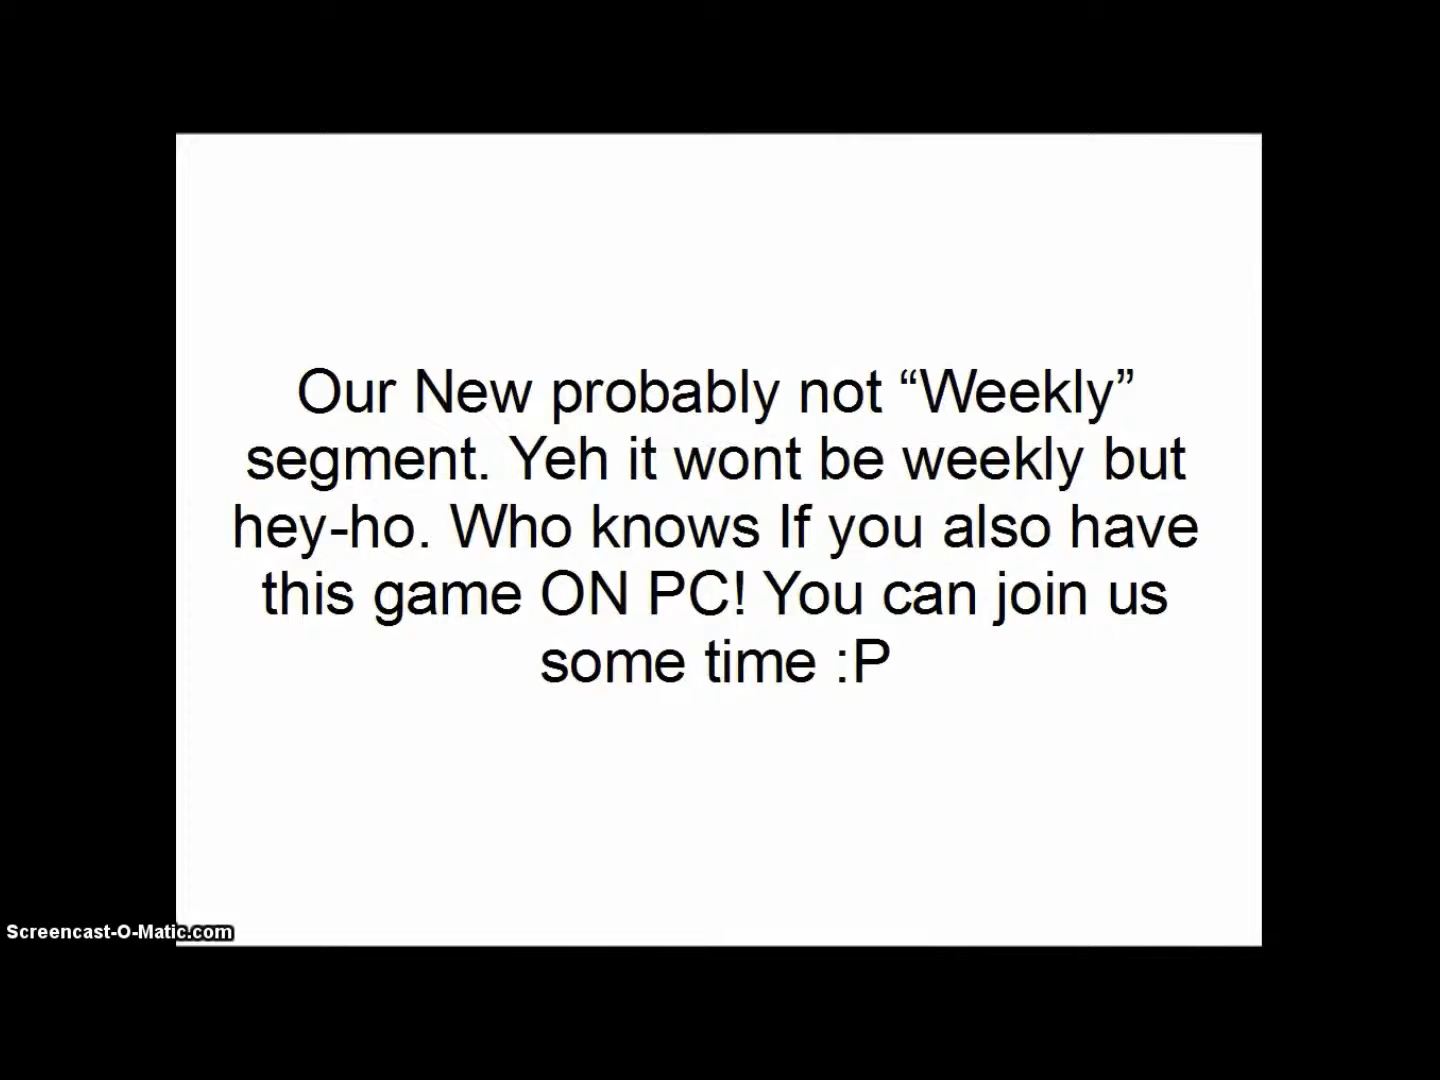 Our New probably not “Weekly”
segment. Yeh it wont be weekly but
hey-ho. Who knows If you also have
this game ON PC! You can join us
some time :P
Screencast-O-Matic.com